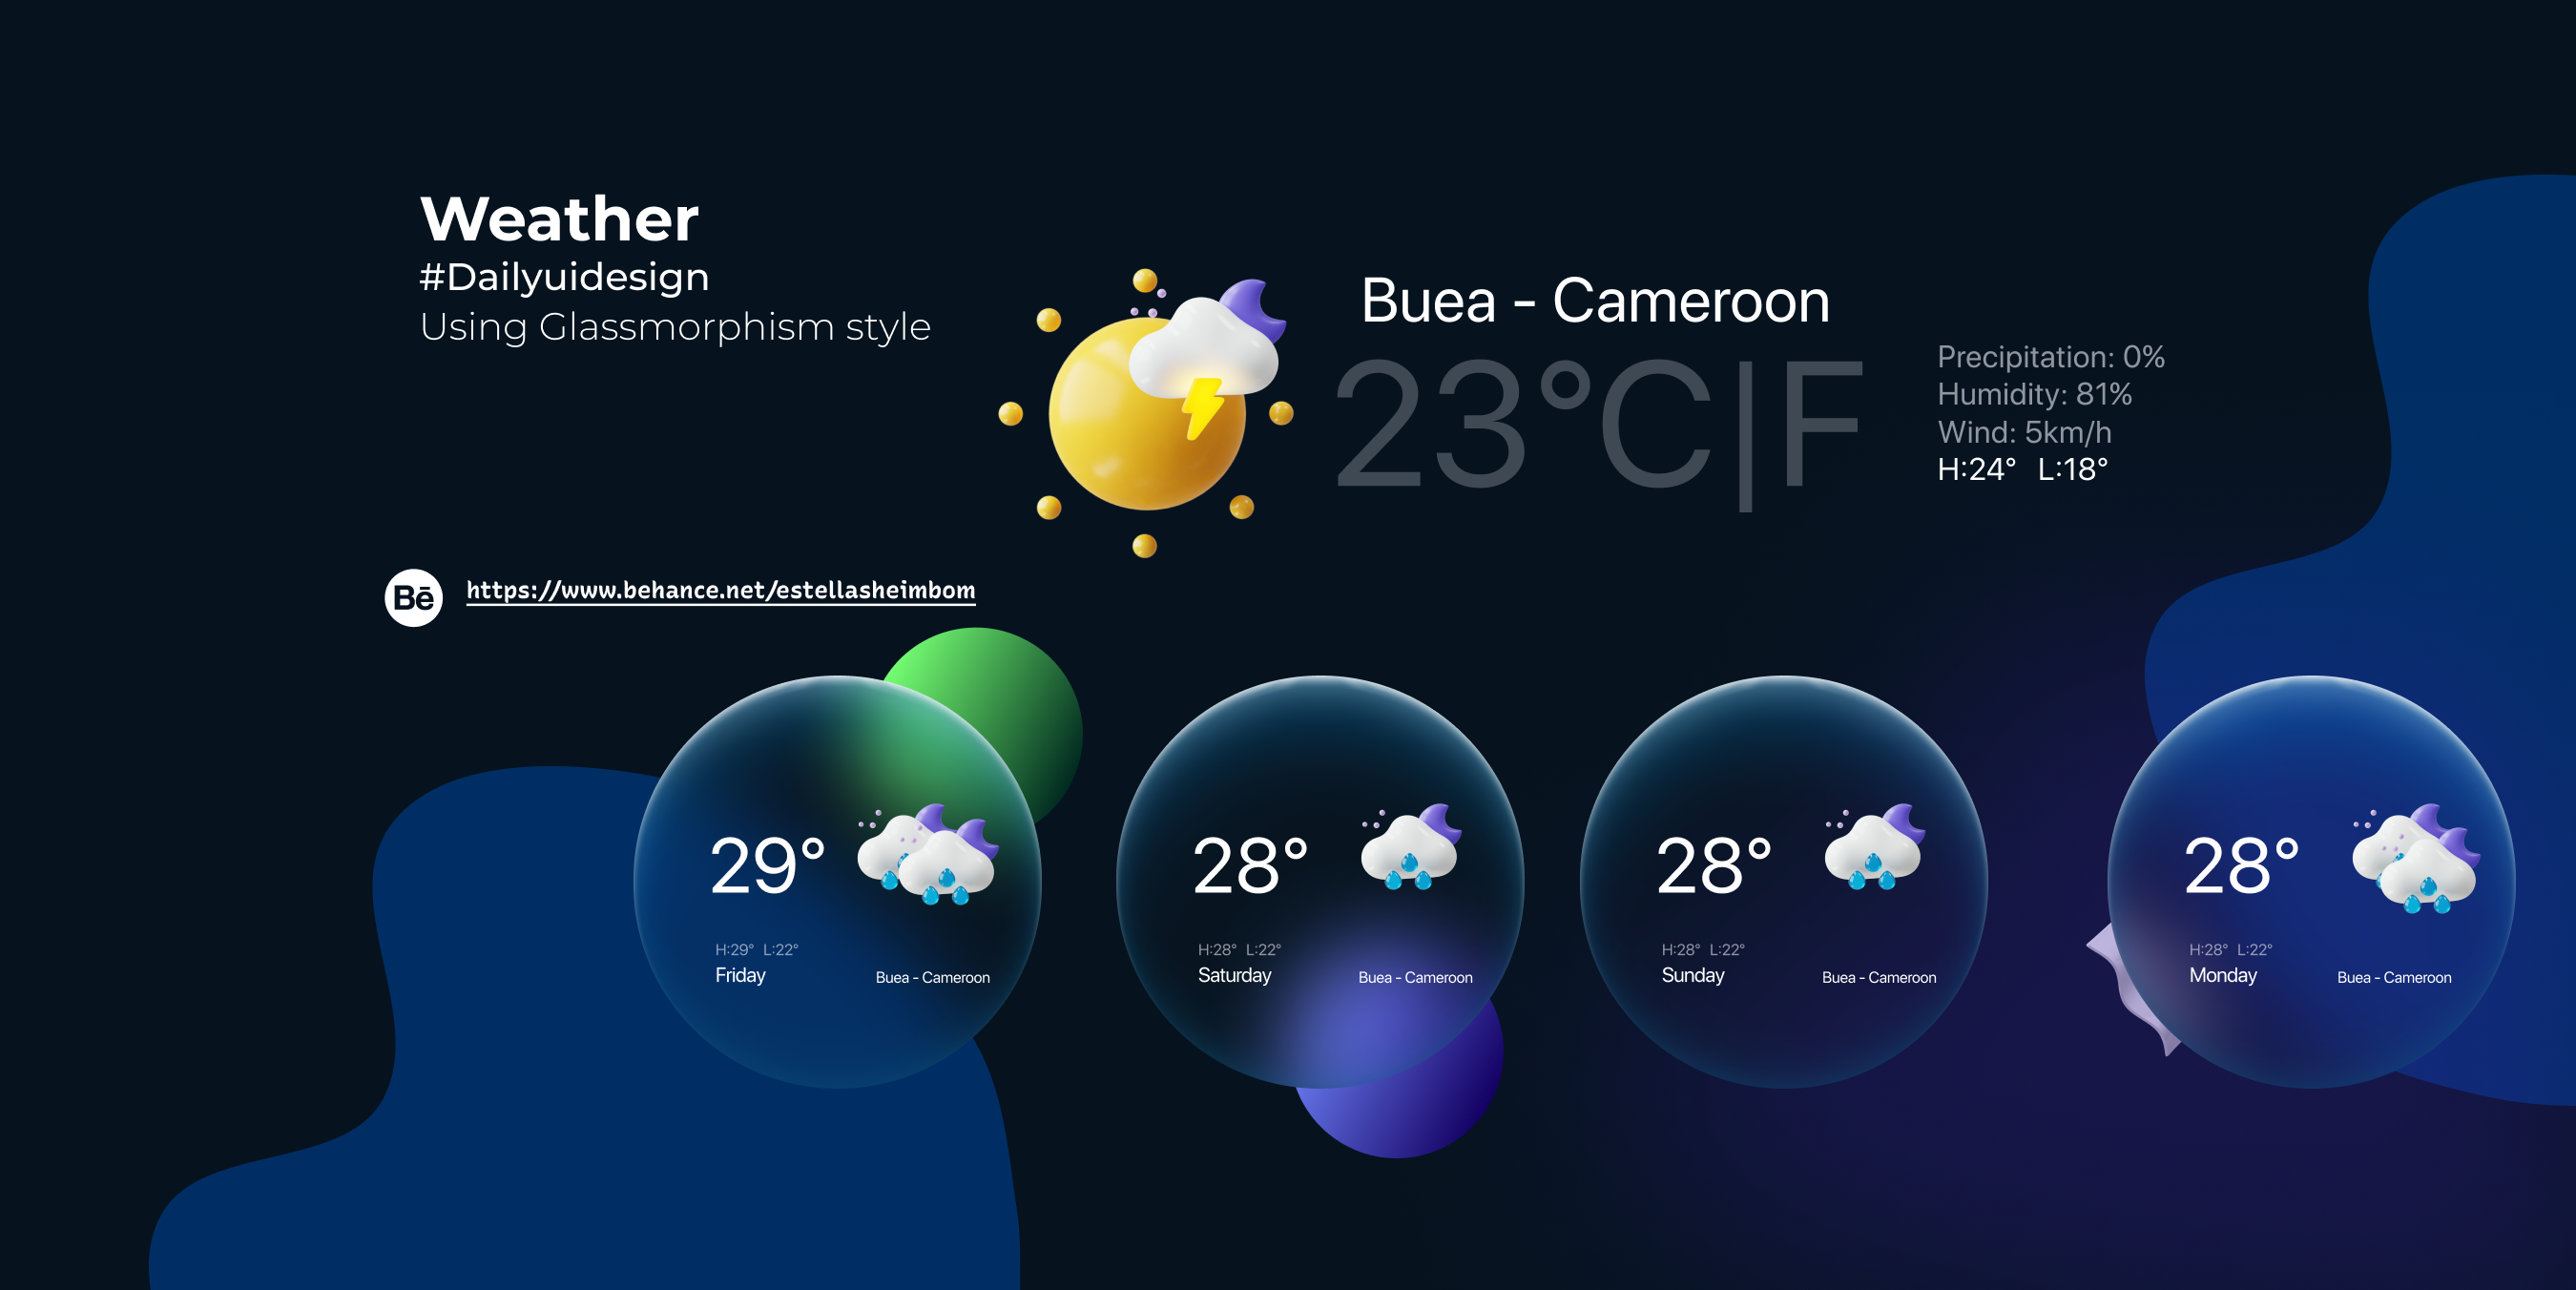 Weather
#Dailyuidesign
Using Glassmorphism style
Buea - Cameroon
23°C|F
Precipitation: 0%
Humidity: 81%
Wind: 5km/h
H:24° L:18°
Bē
https://www.behance.net/estellasheimbom
29°
H:29° L:22°
Friday
Buea - Cameroon
28°
H:28° L:22°
Saturday
Buea - Cameroon
28°
H:28° L:22°
Sunday
Buea - Cameroon
28°
H:28° L:22°
Monday
Buea - Cameroon